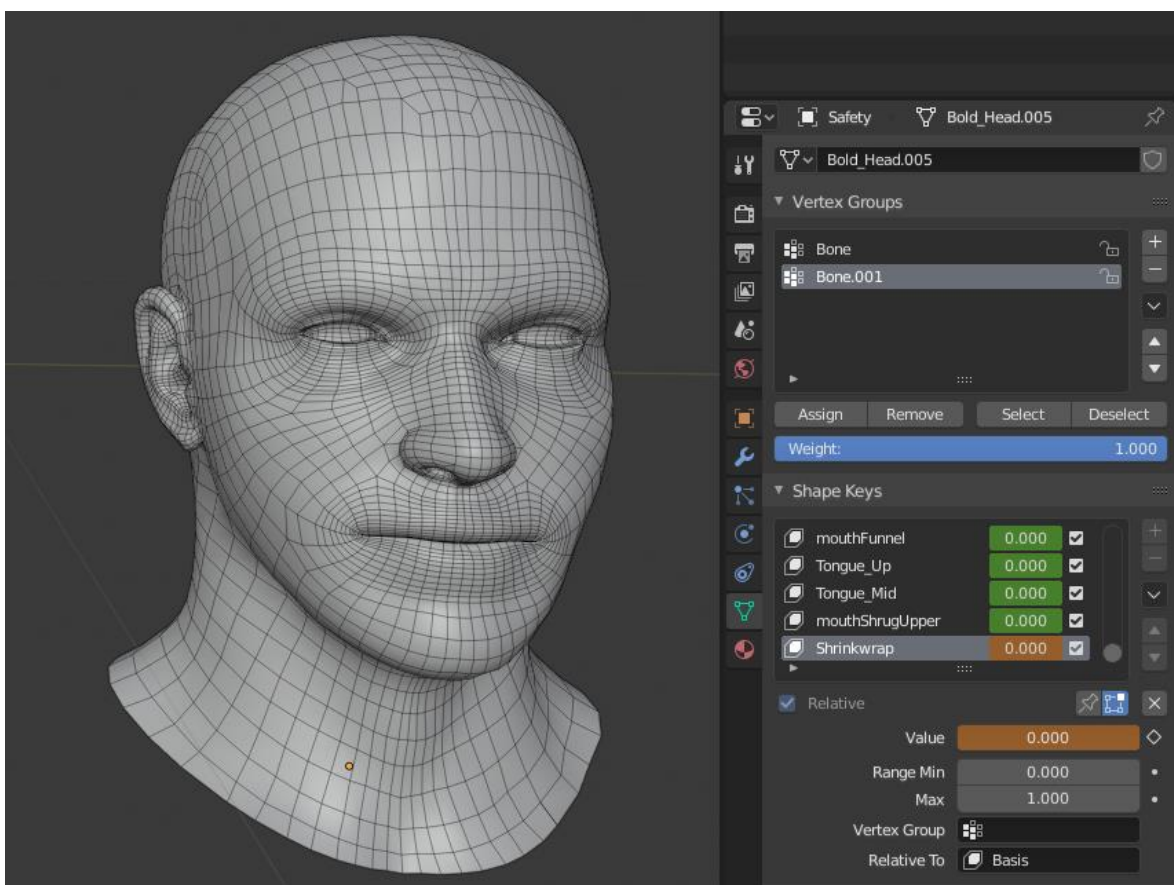 Safety Bold_Head.005
Bold_Head.005
Vertex Groups
Bone
Bone.001
Assign Remove Select Deselect
Weight: 1.000
Shape Keys
mouthFunnel 0.000
Tongue_Up 0.000
Tongue_Mid 0.000
mouthShrugUpper 0.000
Shrinkwrap 0.000
Relative
Value 0.000
Range Min 0.000
Max 1.000
Vertex Group
Relative To Basis